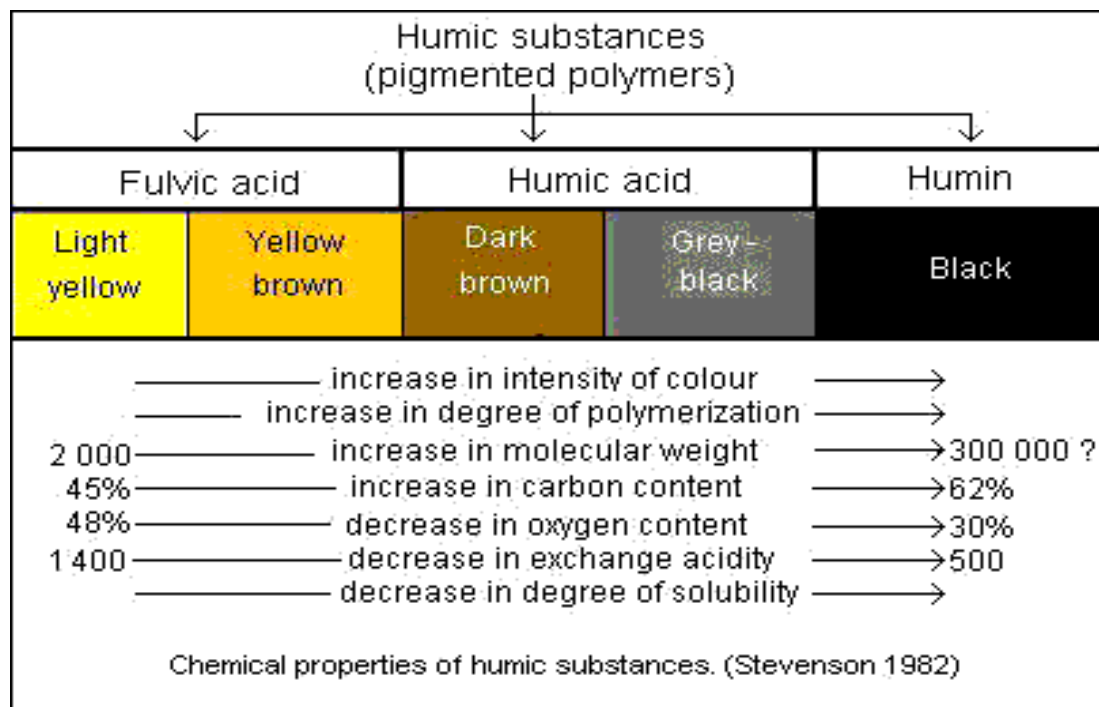 Humic substances
(pigmented polymers)
Fulvic acid Humic acid Humin
Light yellow Yellow brown Dark brown Grey- black Black
increase in intensity of colour
increase in degree of polymerization
2 000 increase in molecular weight 300 000 ?
45% increase in carbon content 62%
48% decrease in oxygen content 30%
1 400 decrease in exchange acidity 500
decrease in degree of solubility
Chemical properties of humic substances. (Stevenson 1982)